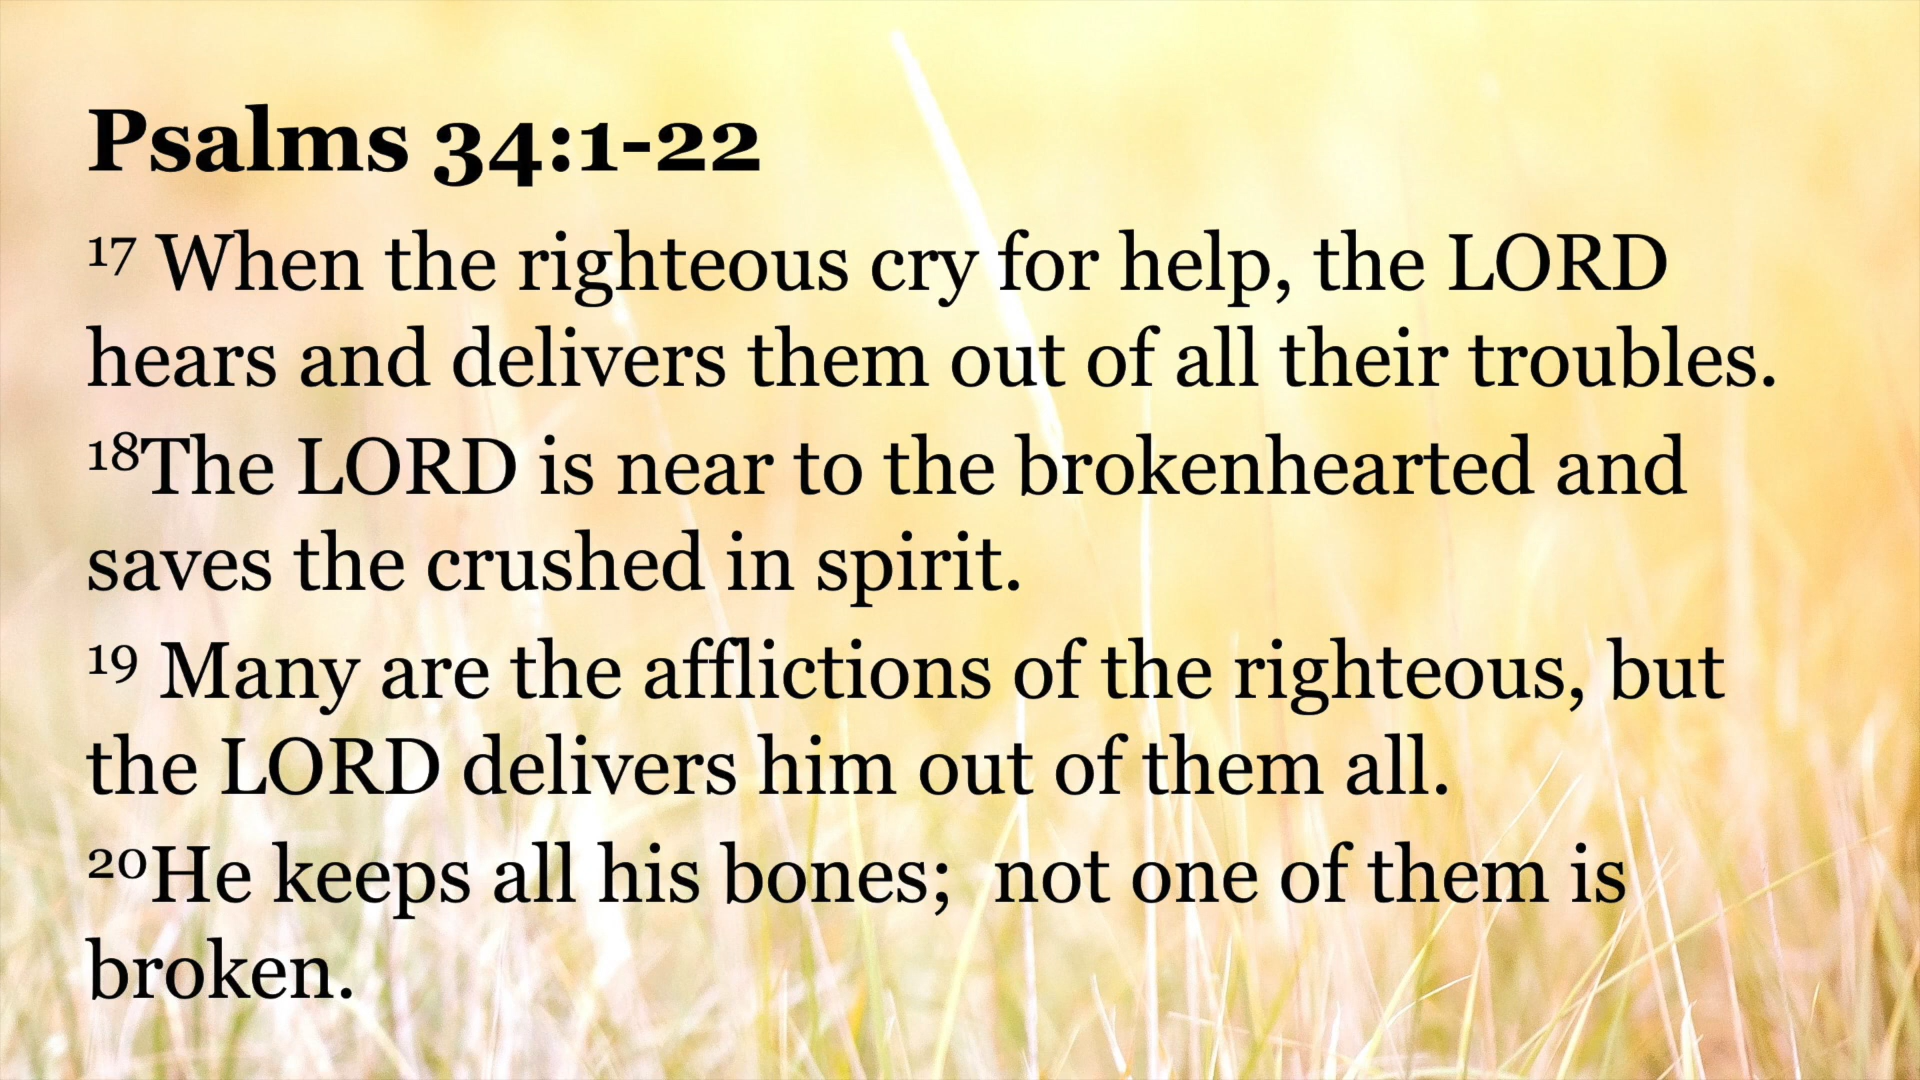 Psalms 34:1-22
17 When the righteous cry for help, the LORD
hears and delivers them out of all their troubles.
18The LORD is near to the brokenhearted and
saves the crushed in spirit.
19 Many are the afflictions of the righteous, but
the LORD delivers him out of them all.
20He keeps all his bones;  not one of them is
broken.